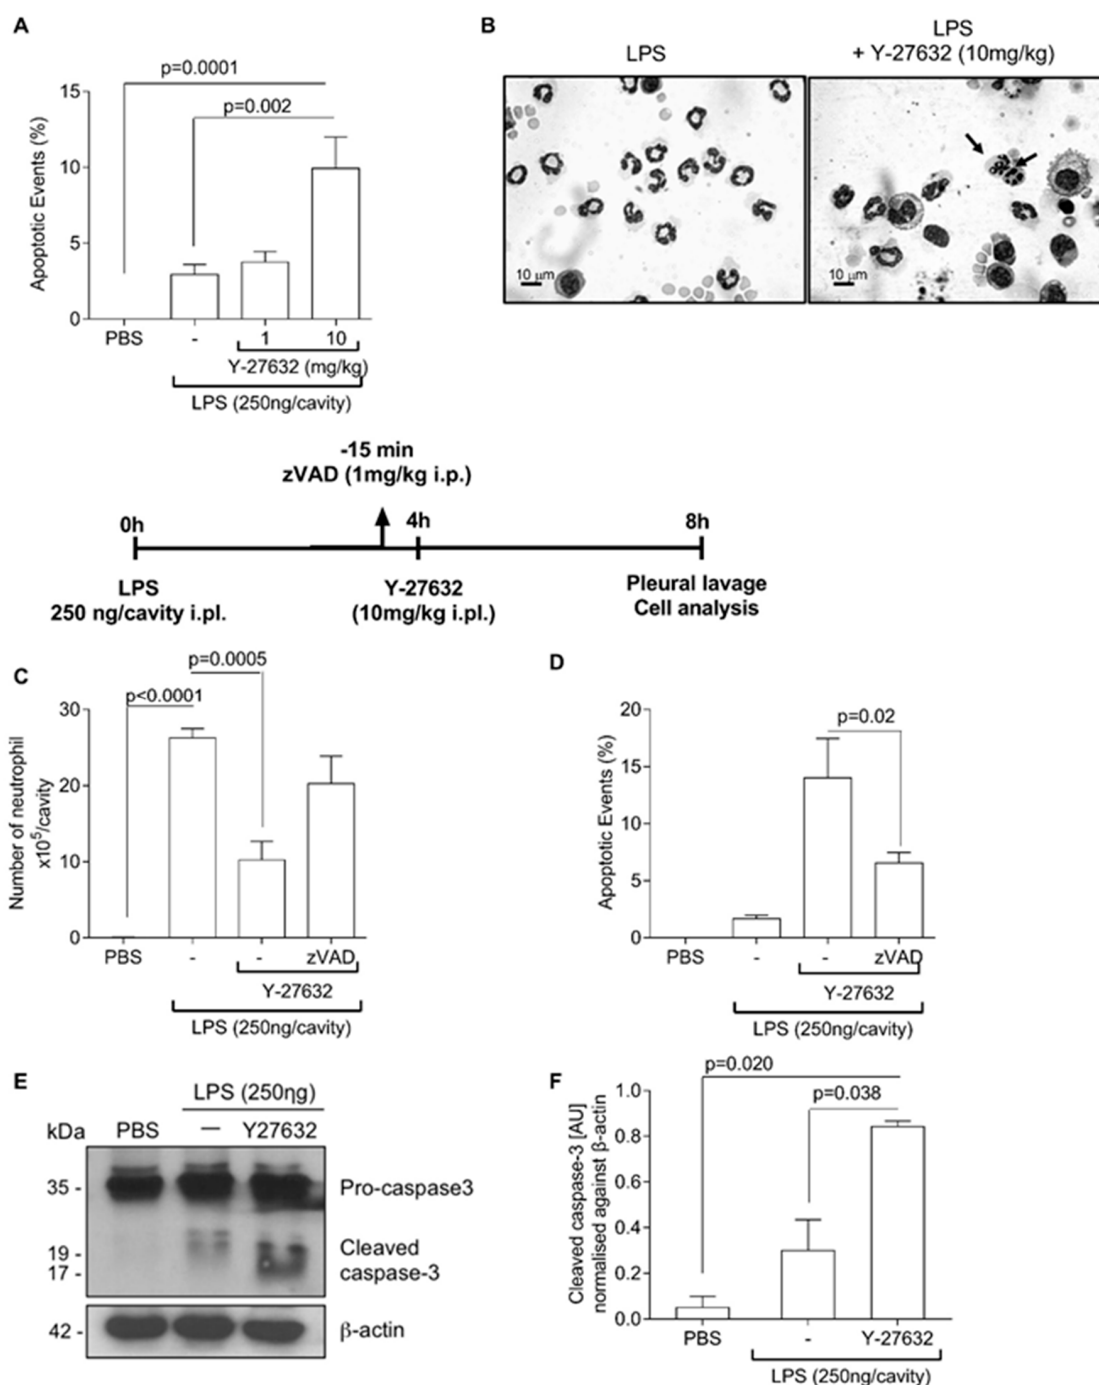 A
p=0.0001
p=0.002
Apoptotic Events (%)
15
10
5
0
PBS
-
1
10
Y-27632 (mg/kg)
LPS (250ng/cavity)
B
LPS
LPS
+ Y-27632 (10mg/kg)
10 μm
10 μm
-15 min
zVAD (1mg/kg i.p.)
0h
4h
8h
LPS
250 ng/cavity i.pl.
Y-27632
(10mg/kg i.pl.)
Pleural lavage
Cell analysis
C
p=0.0005
p<0.0001
Number of neutrophil
x10⁵/cavity
30
20
10
0
PBS
-
-
zVAD
Y-27632
LPS (250ng/cavity)
D
p=0.02
Apoptotic Events (%)
20
15
10
5
0
PBS
-
-
zVAD
Y-27632
LPS (250ng/cavity)
E
LPS (250ηg)
kDa
PBS
—
Y27632
35 -
Pro-caspase3
19 -
17 -
Cleaved
caspase-3
42 -
β-actin
F
p=0.020
p=0.038
Cleaved caspase-3 [AU]
normalised against β-actin
1.0
0.8
0.6
0.4
0.2
0.0
PBS
-
Y-27632
LPS (250ng/cavity)